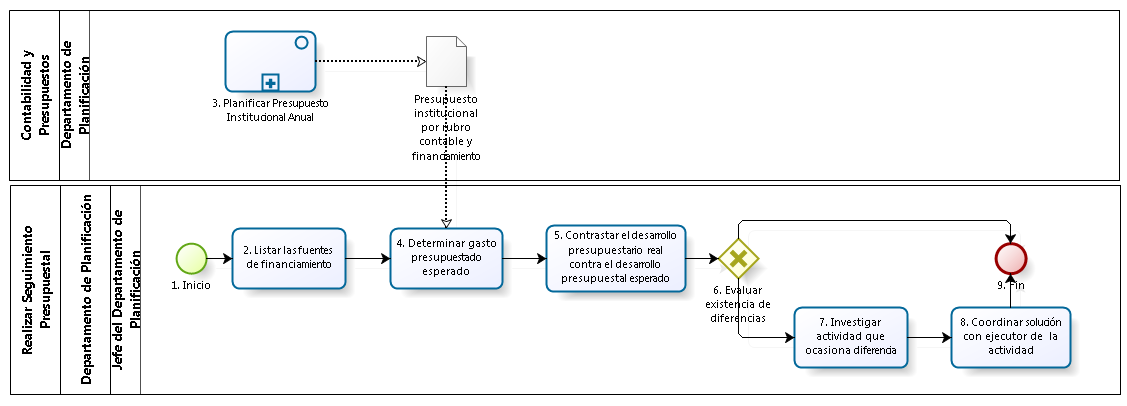 Contabilidad y
Presupuestos
Departamento de
Planificación
3. Planificar Presupuesto
Institucional Anual
Presupuesto
institucional
por rubro
contable y
financiamiento
Realizar Seguimiento
Presupuestal
Departamento de Planificación
Jefe del Departamento de
Planificación
1. Inicio
2. Listar las fuentes
de financiamiento
4. Determinar gasto
presupuestado
esperado
5. Contrastar el desarrollo
presupuestario real
contra el desarrollo
presupuestal esperado
6. Evaluar
existencia de
diferencias
7. Investigar
actividad que
ocasiona diferencia
8. Coordinar solución
con ejecutor de la
actividad
9. Fin